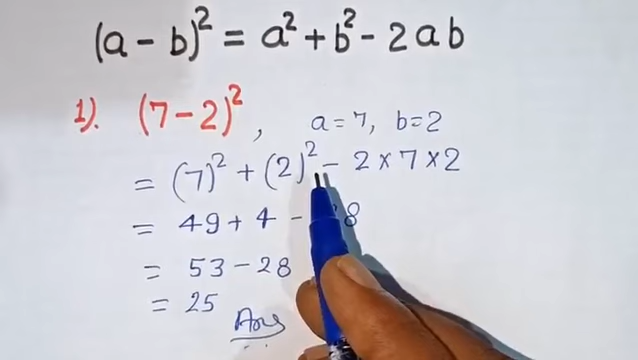 (a - b)² = a² + b² - 2ab
1). (7 - 2)² , a = 7, b = 2
= (7)² + (2)² - 2 × 7 × 2
= 49 + 4 - 8
= 53 - 28
= 25 Ans